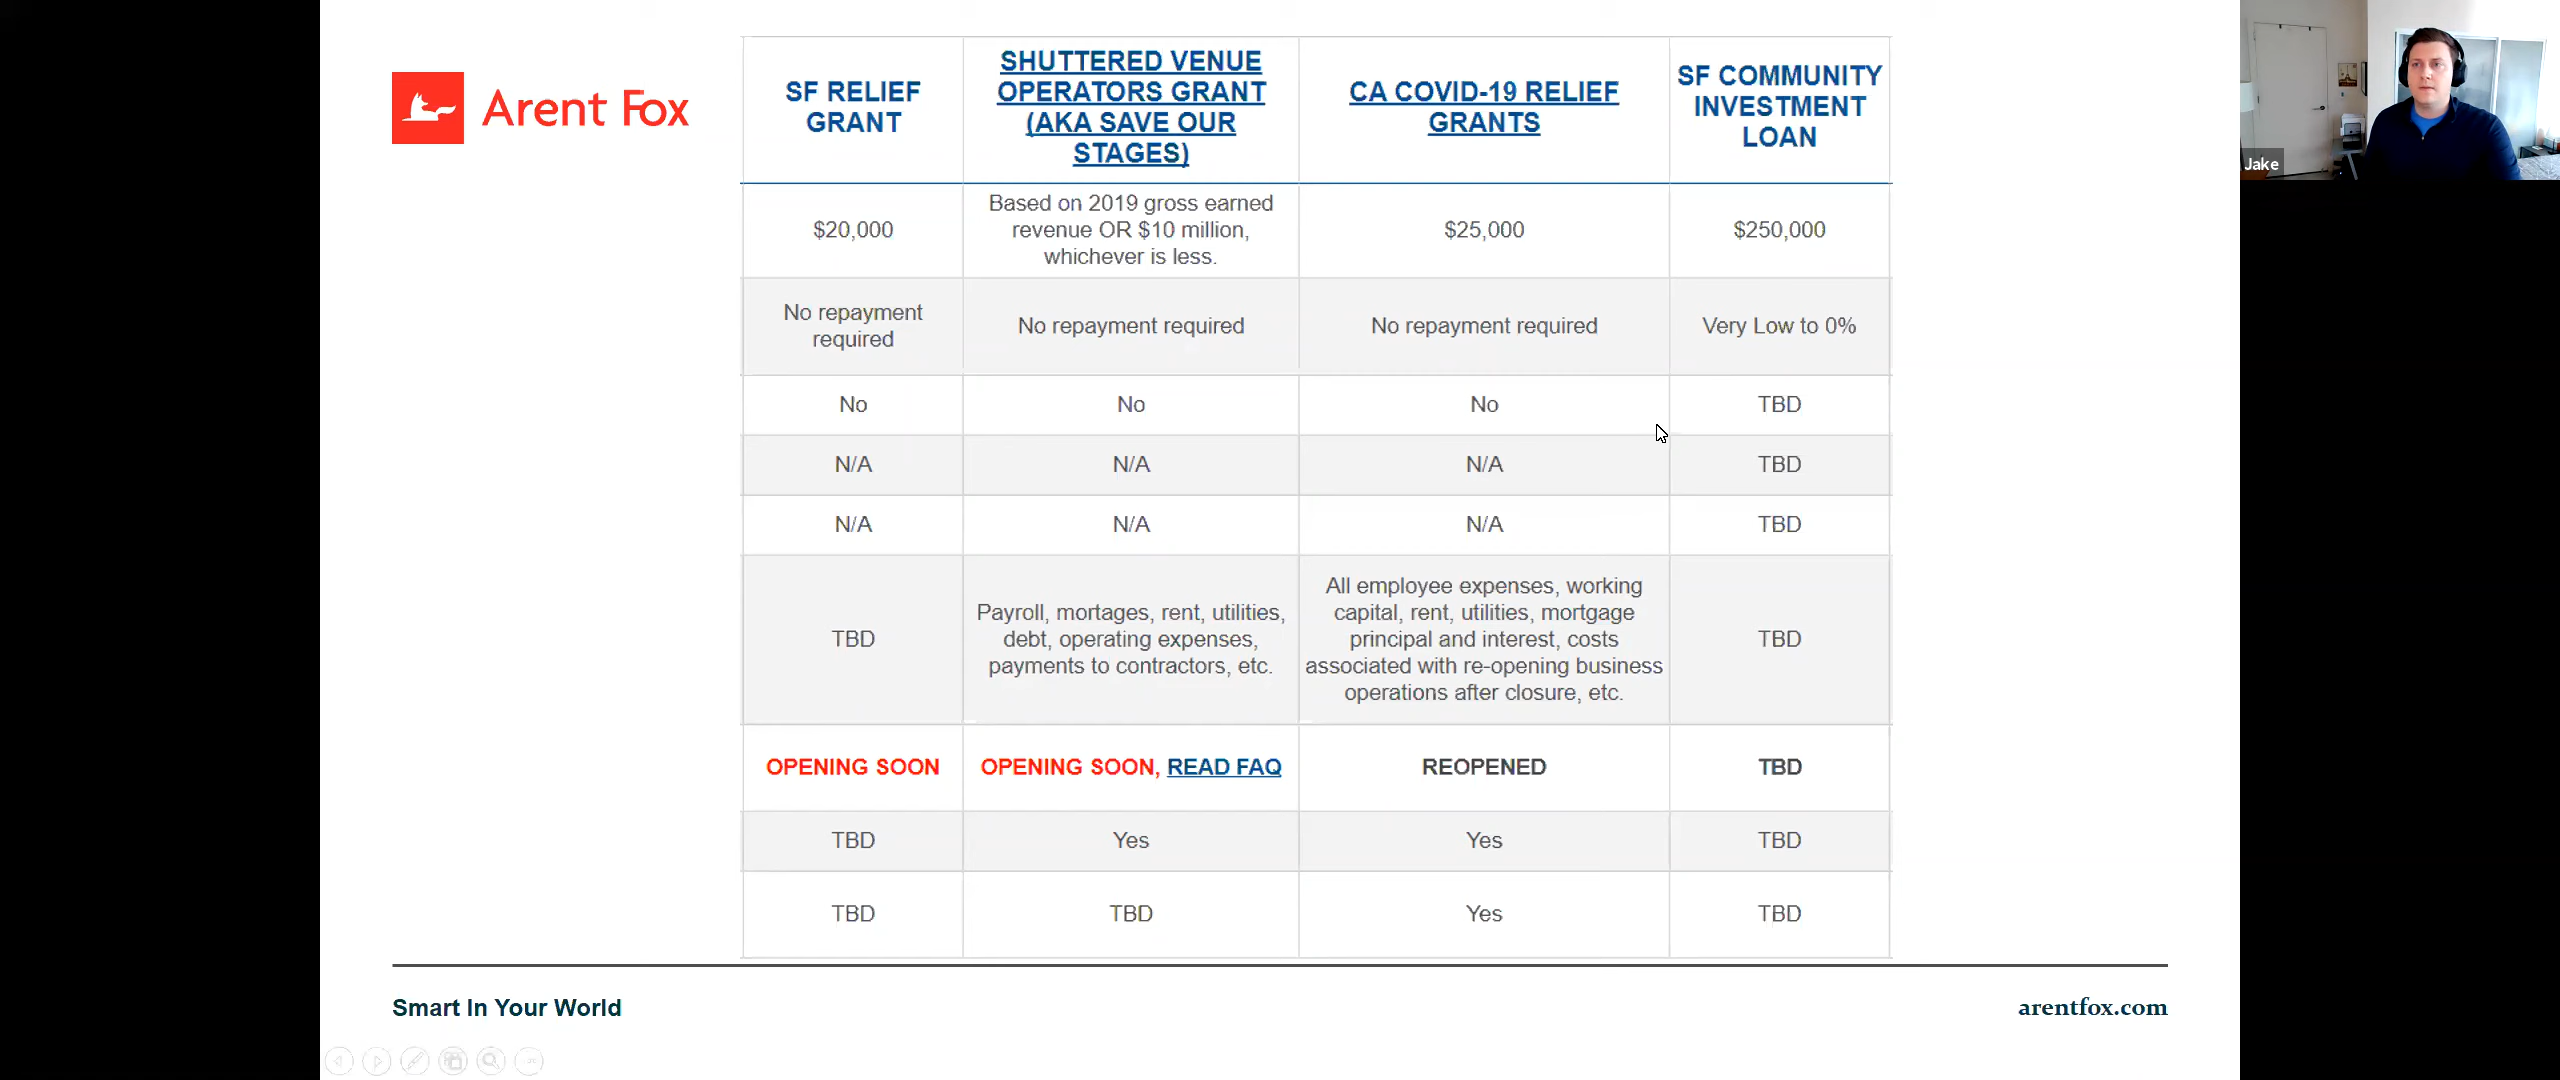 Arent Fox
SF RELIEF
GRANT
SHUTTERED VENUE
OPERATORS GRANT
(AKA SAVE OUR
STAGES)
CA COVID-19 RELIEF
GRANTS
SF COMMUNITY
INVESTMENT
LOAN
Jake
$20,000
Based on 2019 gross earned
revenue OR $10 million,
whichever is less.
$25,000
$250,000
No repayment
required
No repayment required
No repayment required
Very Low to 0%
No
No
No
TBD
N/A
N/A
N/A
TBD
N/A
N/A
N/A
TBD
TBD
Payroll, mortages, rent, utilities,
debt, operating expenses,
payments to contractors, etc.
All employee expenses, working
capital, rent, utilities, mortgage
principal and interest, costs
associated with re-opening business
operations after closure, etc.
TBD
OPENING SOON
OPENING SOON, READ FAQ
REOPENED
TBD
TBD
Yes
Yes
TBD
TBD
TBD
Yes
TBD
Smart In Your World
arentfox.com